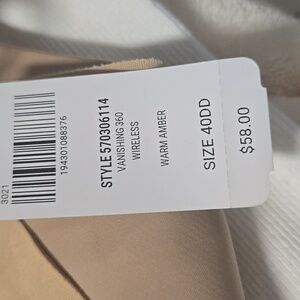 3021
194301088376
STYLE 570306114
VANISHING 360
WIRELESS
WARM AMBER
SIZE 40DD
$58.00